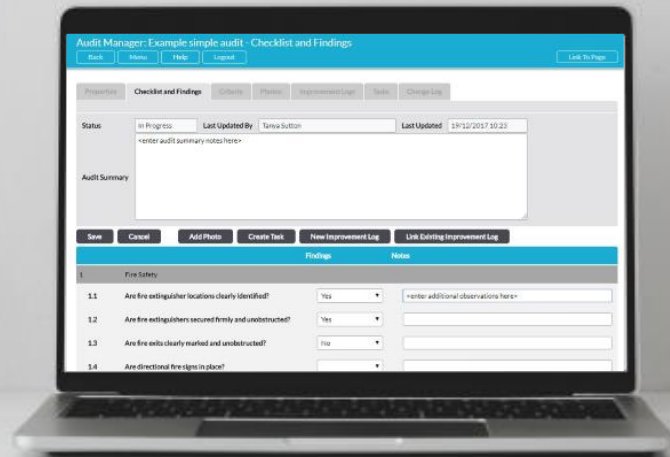 Audit Manager: Example simple audit - Checklist and Findings
Back Menu Help Logout Link To Page
Properties Checklist and Findings Criteria Photos Improvement Logs Tasks Change Log
Status In Progress Last Updated By Tanya Sutton Last Updated 19/12/2017 10:23
<enter audit summary notes here>
Audit Summary
Save Cancel Add Photo Create Task New Improvement Log Link Existing Improvement Log
Findings Notes
1 Fire Safety
1.1 Are fire extinguisher locations clearly identified? Yes <enter additional observations here>
1.2 Are fire extinguishers secured firmly and unobstructed? Yes
1.3 Are fire exits clearly marked and unobstructed? No
1.4 Are directional fire signs in place?